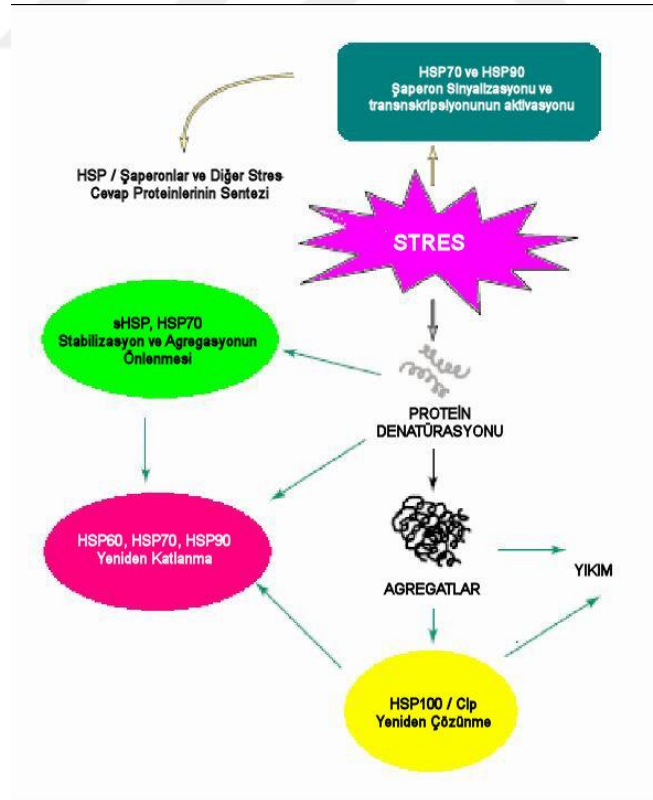 HSP70 ve HSP90
Şaperon Sinyalizasyonu ve
transnskripsiyonunun aktivasyonu
HSP / Şaperonlar ve Diğer Stres
Cevap Proteinlerinin Sentezi
STRES
sHSP, HSP70
Stabilizasyon ve Agregasyonun
Önlenmesi
PROTEİN
DENATÜRASYONU
HSP60, HSP70, HSP90
Yeniden Katlanma
AGREGATLAR
YIKIM
HSP100 / Clp
Yeniden Çözünme